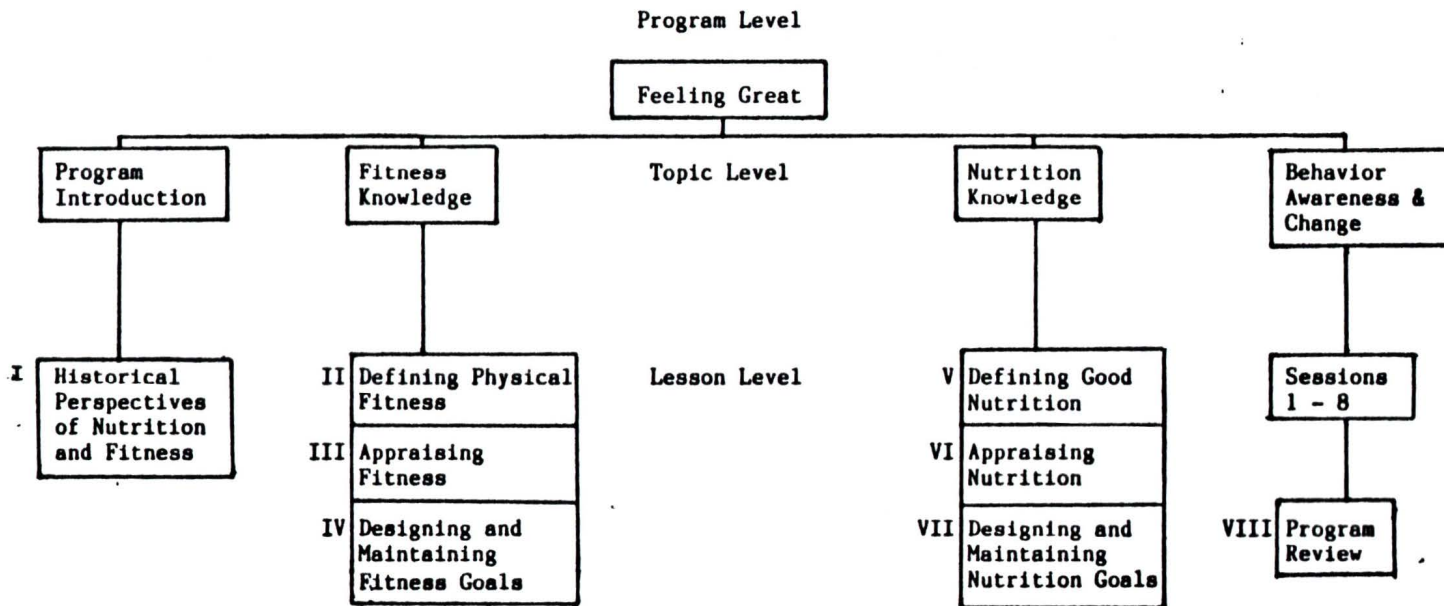 Program Level
Feeling Great
Program
Introduction
Fitness
Knowledge
Topic Level
Nutrition
Knowledge
Behavior
Awareness &
Change
I
Historical
Perspectives
of Nutrition
and Fitness
II
Defining Physical
Fitness
III
Appraising
Fitness
IV
Designing and
Maintaining
Fitness Goals
Lesson Level
V
Defining Good
Nutrition
VI
Appraising
Nutrition
VII
Designing and
Maintaining
Nutrition Goals
Sessions
1 - 8
VIII
Program
Review